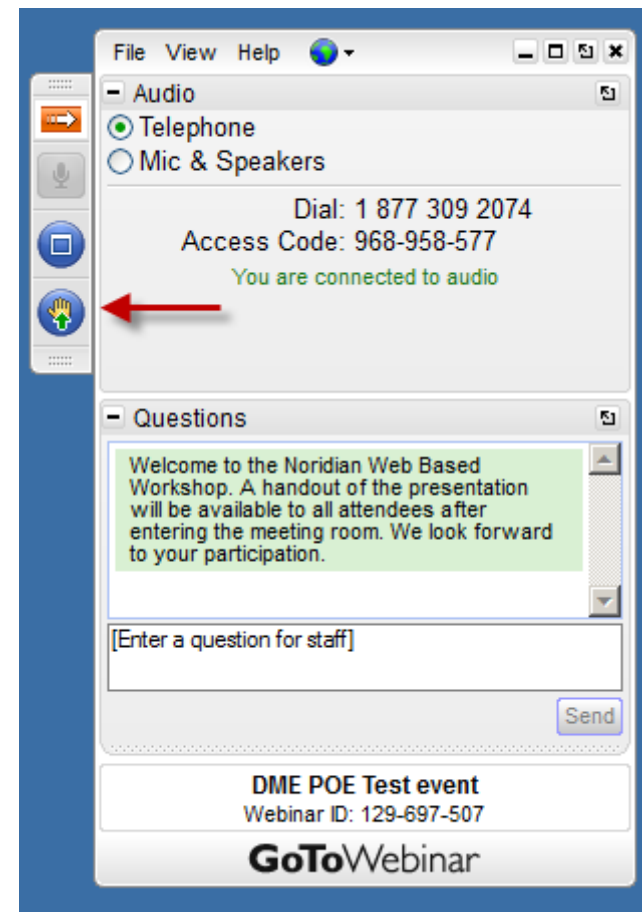 File View Help
Audio
Telephone
Mic & Speakers
Dial: 1 877 309 2074
Access Code: 968-958-577
You are connected to audio
Questions
Welcome to the Noridian Web Based
Workshop. A handout of the presentation
will be available to all attendees after
entering the meeting room. We look forward
to your participation.
[Enter a question for staff]
Send
DME POE Test event
Webinar ID: 129-697-507
GoToWebinar